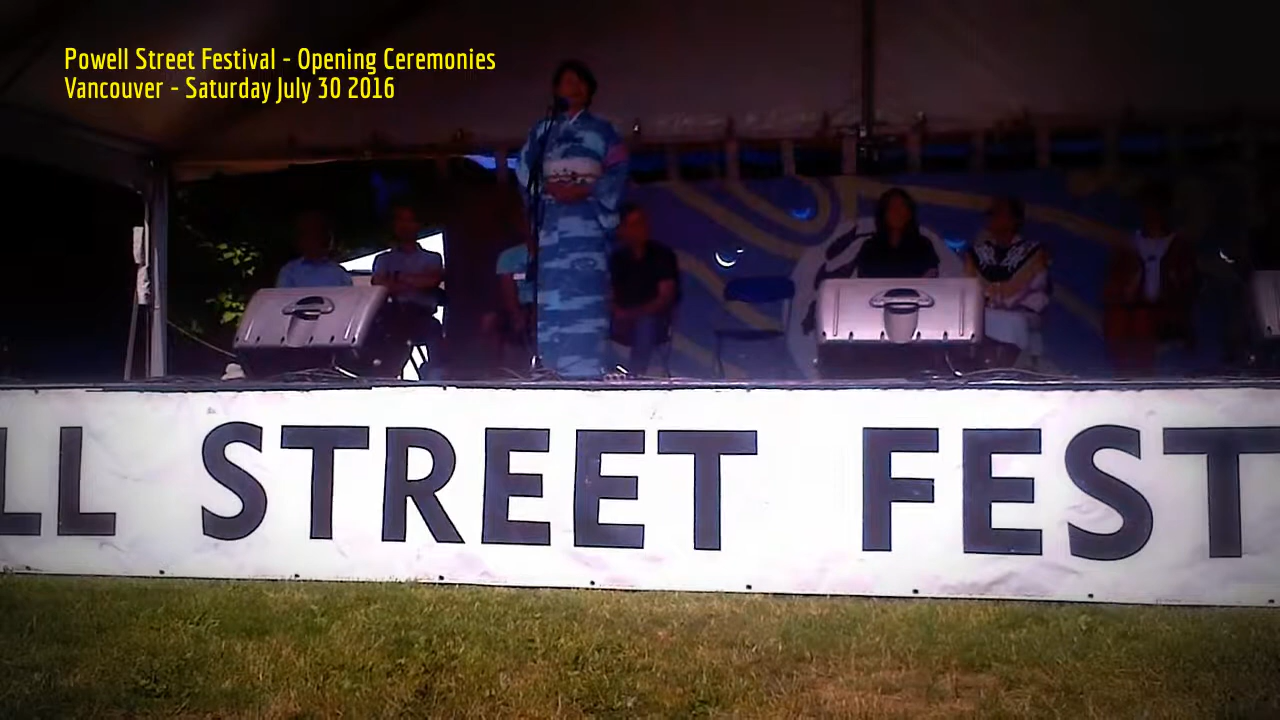 Powell Street Festival - Opening Ceremonies
Vancouver - Saturday July 30 2016
LL STREET FEST